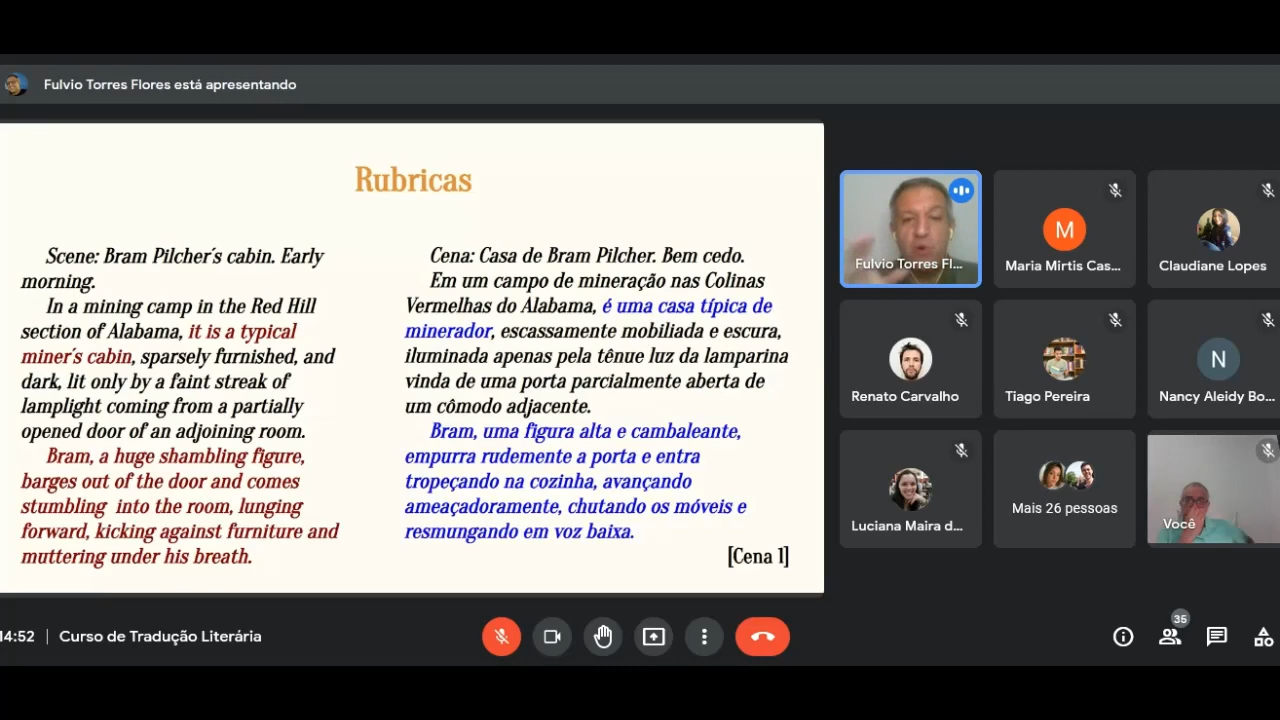 Fulvio Torres Flores está apresentando
Rubricas
Scene: Bram Pilcher´s cabin. Early
morning.
In a mining camp in the Red Hill
section of Alabama, it is a typical
miner´s cabin, sparsely furnished, and
dark, lit only by a faint streak of
lamplight coming from a partially
opened door of an adjoining room.
Bram, a huge shambling figure,
barges out of the door and comes
stumbling into the room, lunging
forward, kicking against furniture and
muttering under his breath.
Cena: Casa de Bram Pilcher. Bem cedo.
Em um campo de mineração nas Colinas
Vermelhas do Alabama, é uma casa típica de
minerador, escassamente mobiliada e escura,
iluminada apenas pela tênue luz da lamparina
vinda de uma porta parcialmente aberta de
um cômodo adjacente.
Bram, uma figura alta e cambaleante,
empurra rudemente a porta e entra
tropeçando na cozinha, avançando
ameaçadoramente, chutando os móveis e
resmungando em voz baixa.
[Cena 1]
Fulvio Torres Fl...
M
Maria Mirtis Cas...
Claudiane Lopes
Renato Carvalho
Tiago Pereira
N
Nancy Aleidy Bo...
Luciana Maira d...
Mais 26 pessoas
Você
14:52 | Curso de Tradução Literária
35